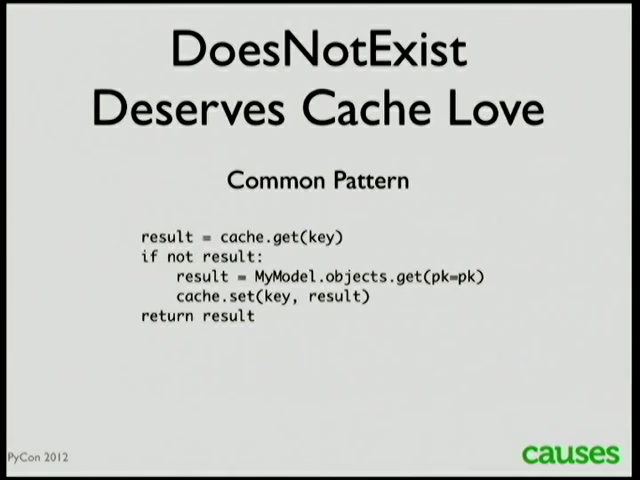 DoesNotExist
Deserves Cache Love
Common Pattern
result = cache.get(key)
if not result:
    result = MyModel.objects.get(pk=pk)
    cache.set(key, result)
return result
PyCon 2012
causes